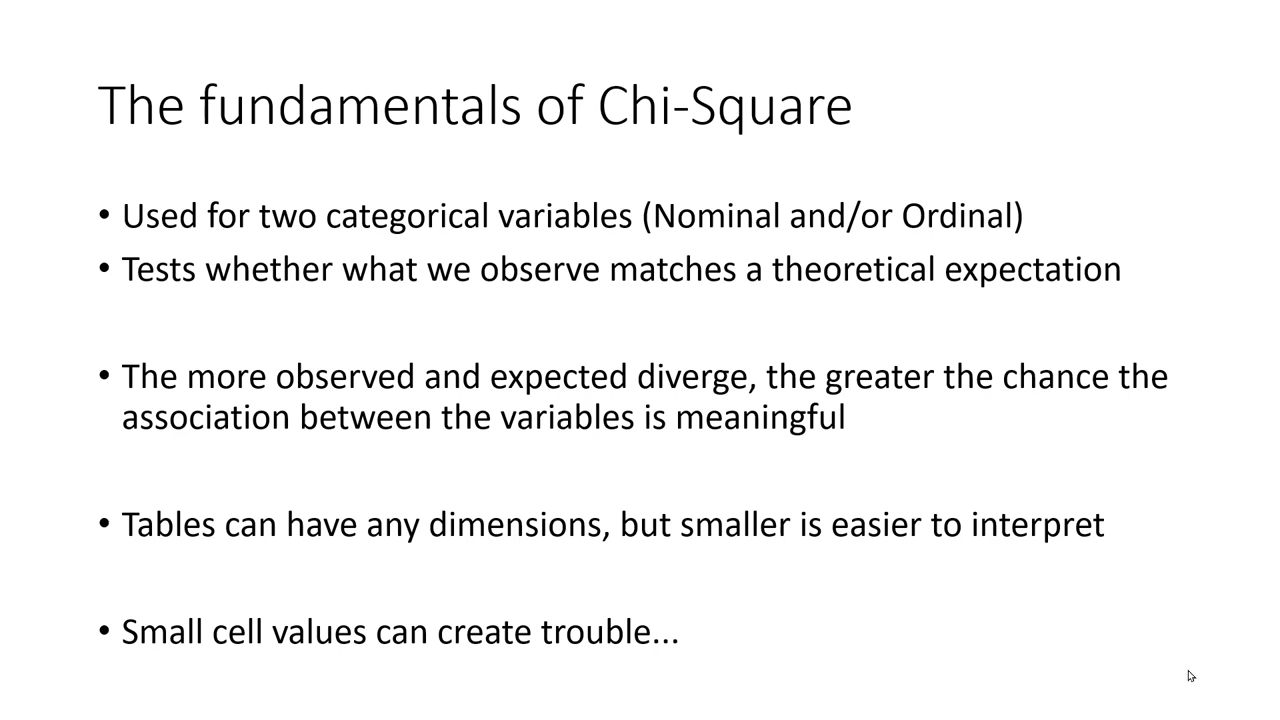 The fundamentals of Chi-Square
• Used for two categorical variables (Nominal and/or Ordinal)
• Tests whether what we observe matches a theoretical expectation
• The more observed and expected diverge, the greater the chance the
association between the variables is meaningful
• Tables can have any dimensions, but smaller is easier to interpret
• Small cell values can create trouble...